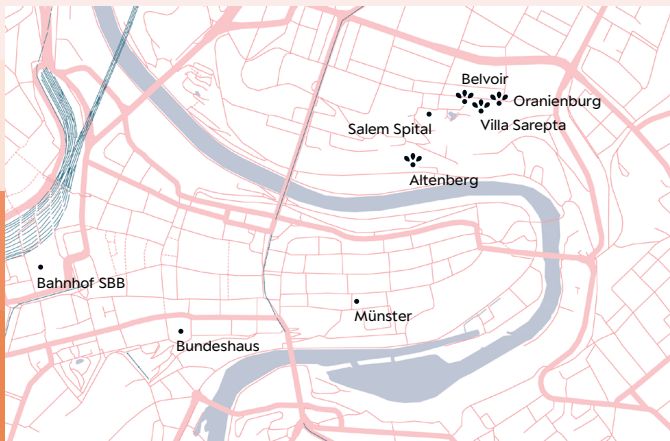 Belvoir
Oranienburg
Villa Sarepta
Salem Spital
Altenberg
Bahnhof SBB
Münster
Bundeshaus